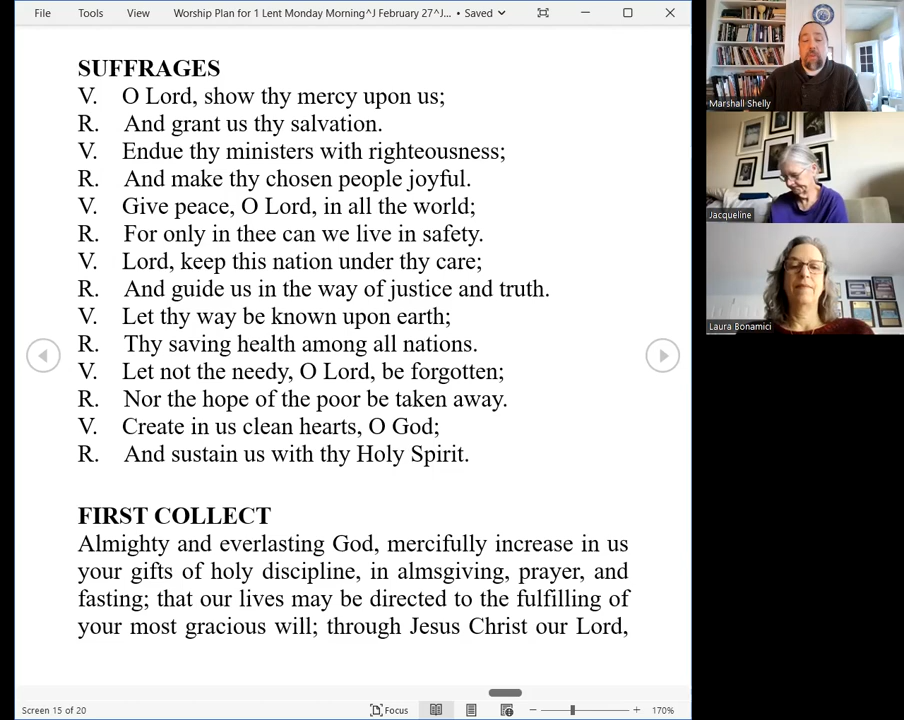 File Tools View Worship Plan for 1 Lent Monday Morning^J February 27^J... • Saved
SUFFRAGES
V. O Lord, show thy mercy upon us;
R. And grant us thy salvation.
V. Endue thy ministers with righteousness;
R. And make thy chosen people joyful.
V. Give peace, O Lord, in all the world;
R. For only in thee can we live in safety.
V. Lord, keep this nation under thy care;
R. And guide us in the way of justice and truth.
V. Let thy way be known upon earth;
R. Thy saving health among all nations.
V. Let not the needy, O Lord, be forgotten;
R. Nor the hope of the poor be taken away.
V. Create in us clean hearts, O God;
R. And sustain us with thy Holy Spirit.
FIRST COLLECT
Almighty and everlasting God, mercifully increase in us
your gifts of holy discipline, in almsgiving, prayer, and
fasting; that our lives may be directed to the fulfilling of
your most gracious will; through Jesus Christ our Lord,
Screen 15 of 20 Focus 170%
Marshall Shelly
Jacqueline
Laura Bonamici